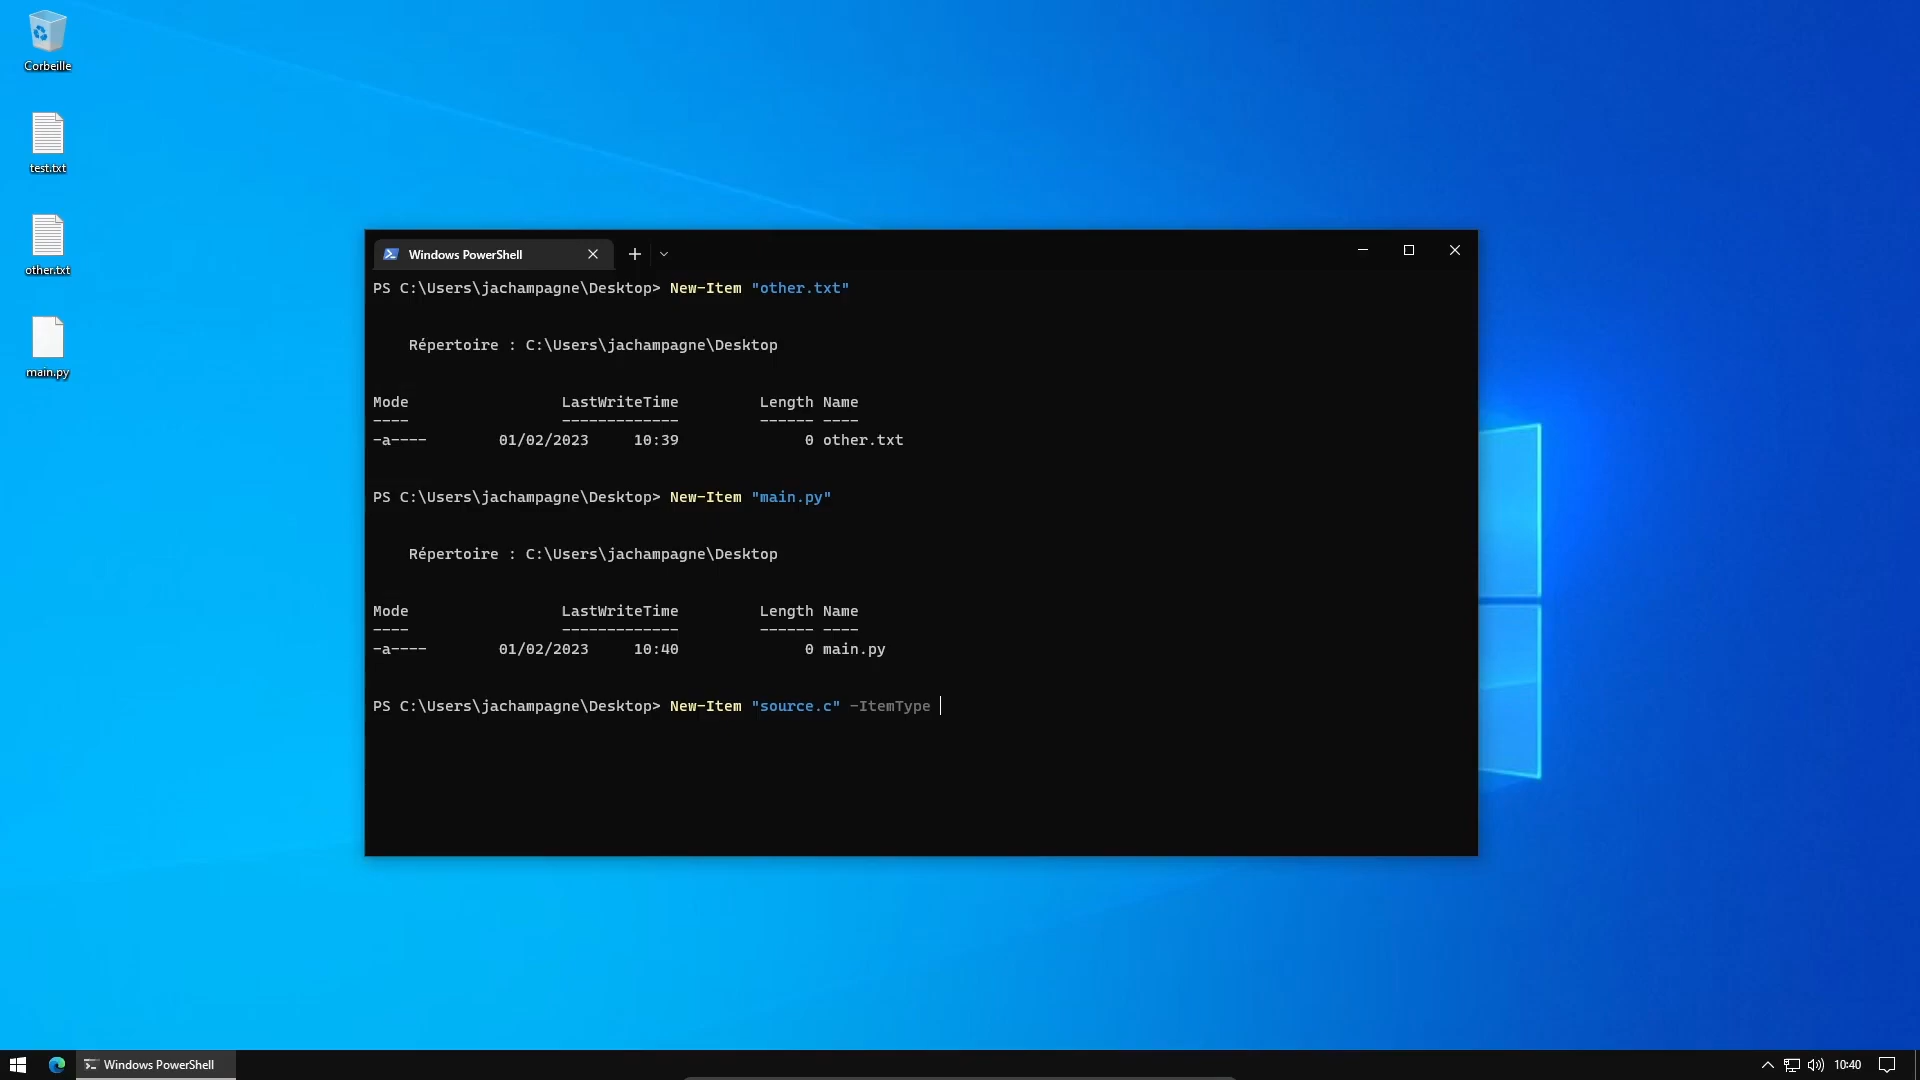 Corbeille
test.txt
other.txt
main.py
Windows PowerShell
PS C:\Users\jachampagne\Desktop> New-Item "other.txt"
Répertoire : C:\Users\jachampagne\Desktop
Mode LastWriteTime Length Name
---- ------------- ------ ----
-a---- 01/02/2023 10:39 0 other.txt
PS C:\Users\jachampagne\Desktop> New-Item "main.py"
Répertoire : C:\Users\jachampagne\Desktop
Mode LastWriteTime Length Name
---- ------------- ------ ----
-a---- 01/02/2023 10:40 0 main.py
PS C:\Users\jachampagne\Desktop> New-Item "source.c" -ItemType
Windows PowerShell
10:40